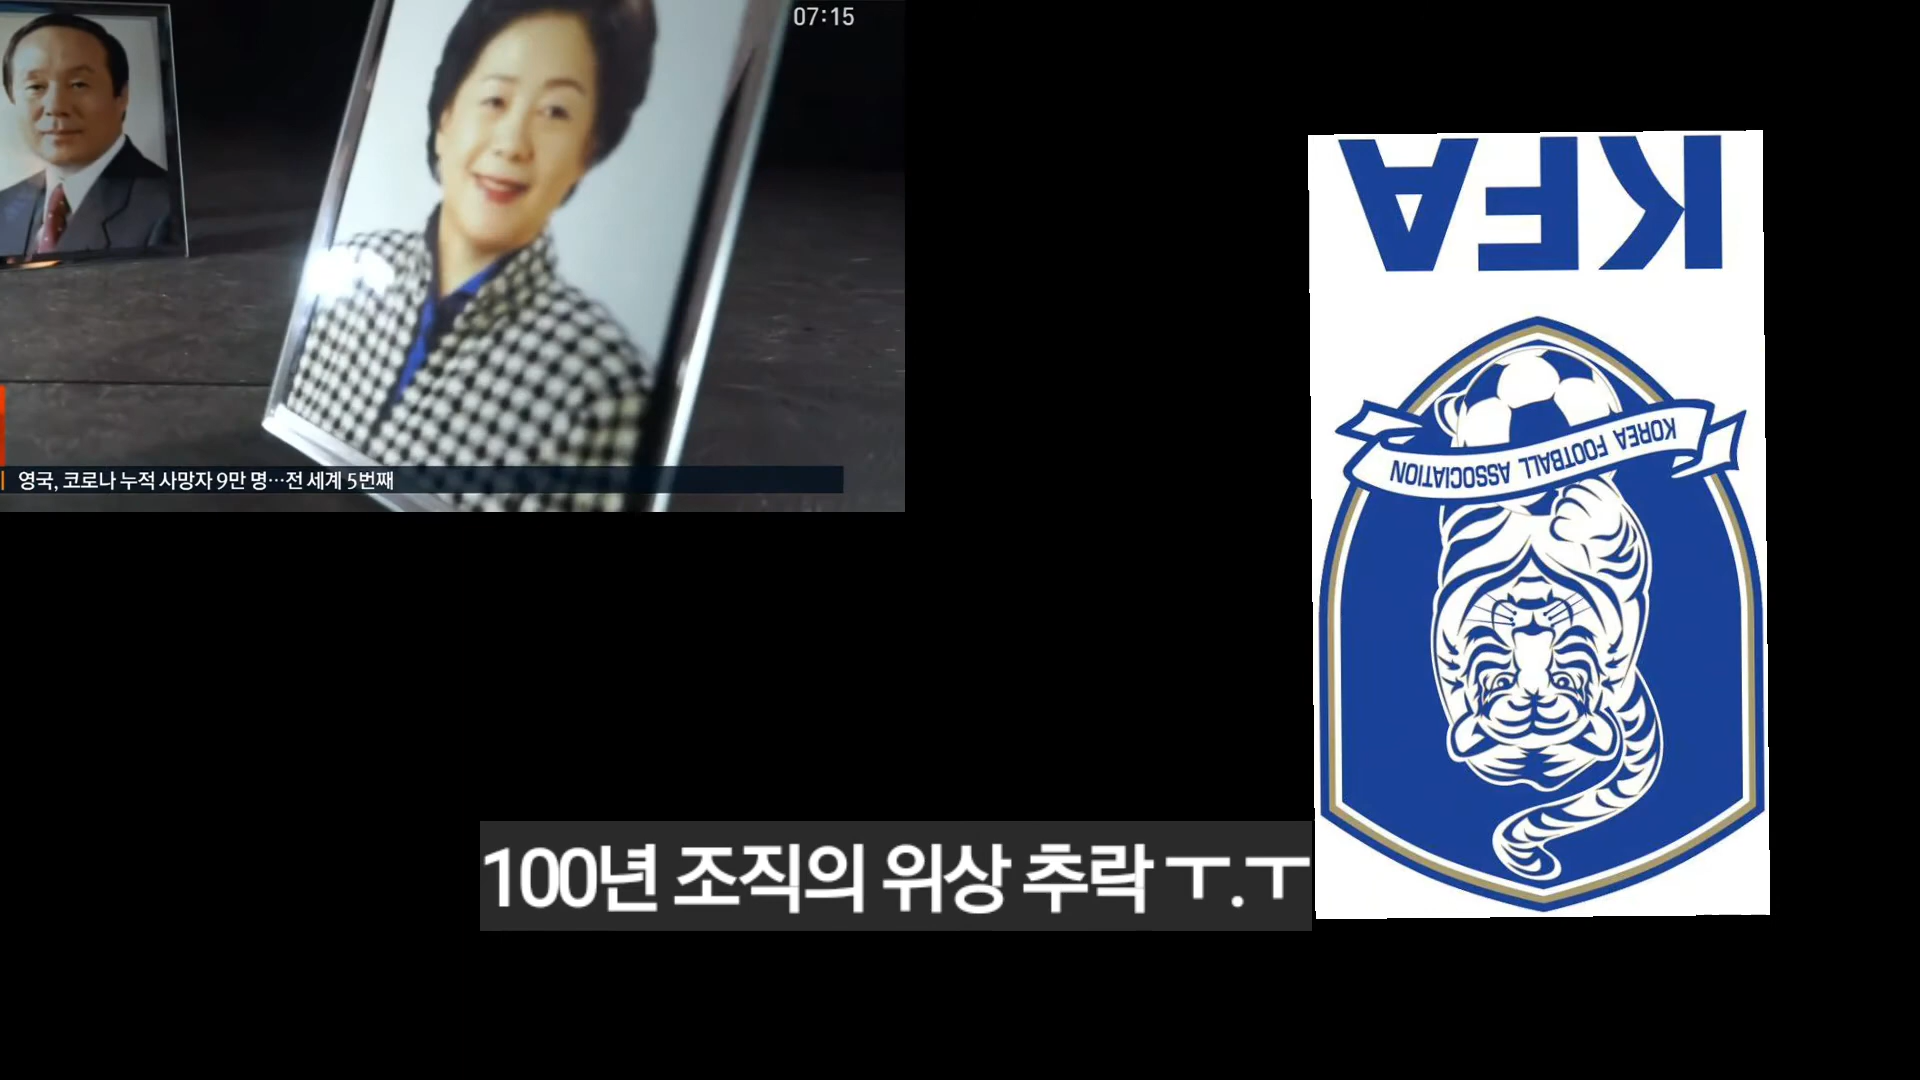 07:15
영국, 코로나 누적 사망자 9만 명…전 세계 5번째
KFA
KOREA FOOTBALL ASSOCIATION
100년 조직의 위상 추락ㅜ.ㅜ